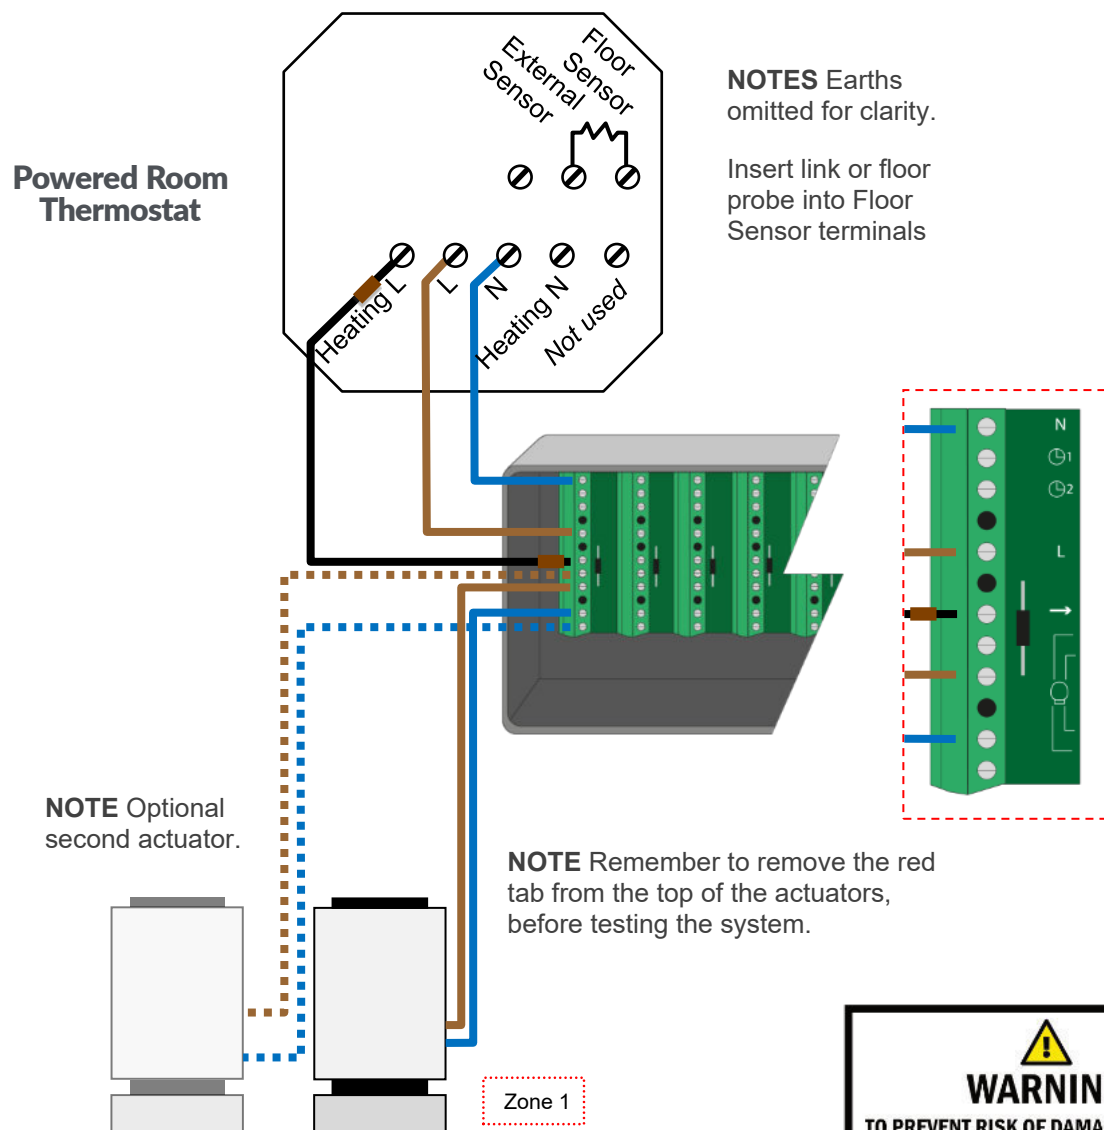 Powered Room
Thermostat
External
Sensor
Floor
Sensor
Heating L
L
N
Heating N
Not used
NOTES Earths
omitted for clarity.
Insert link or floor
probe into Floor
Sensor terminals
N
1
2
L
→
NOTE Optional
second actuator.
NOTE Remember to remove the red
tab from the top of the actuators,
before testing the system.
Zone 1
WARNIN
TO PREVENT RISK OF DAMA